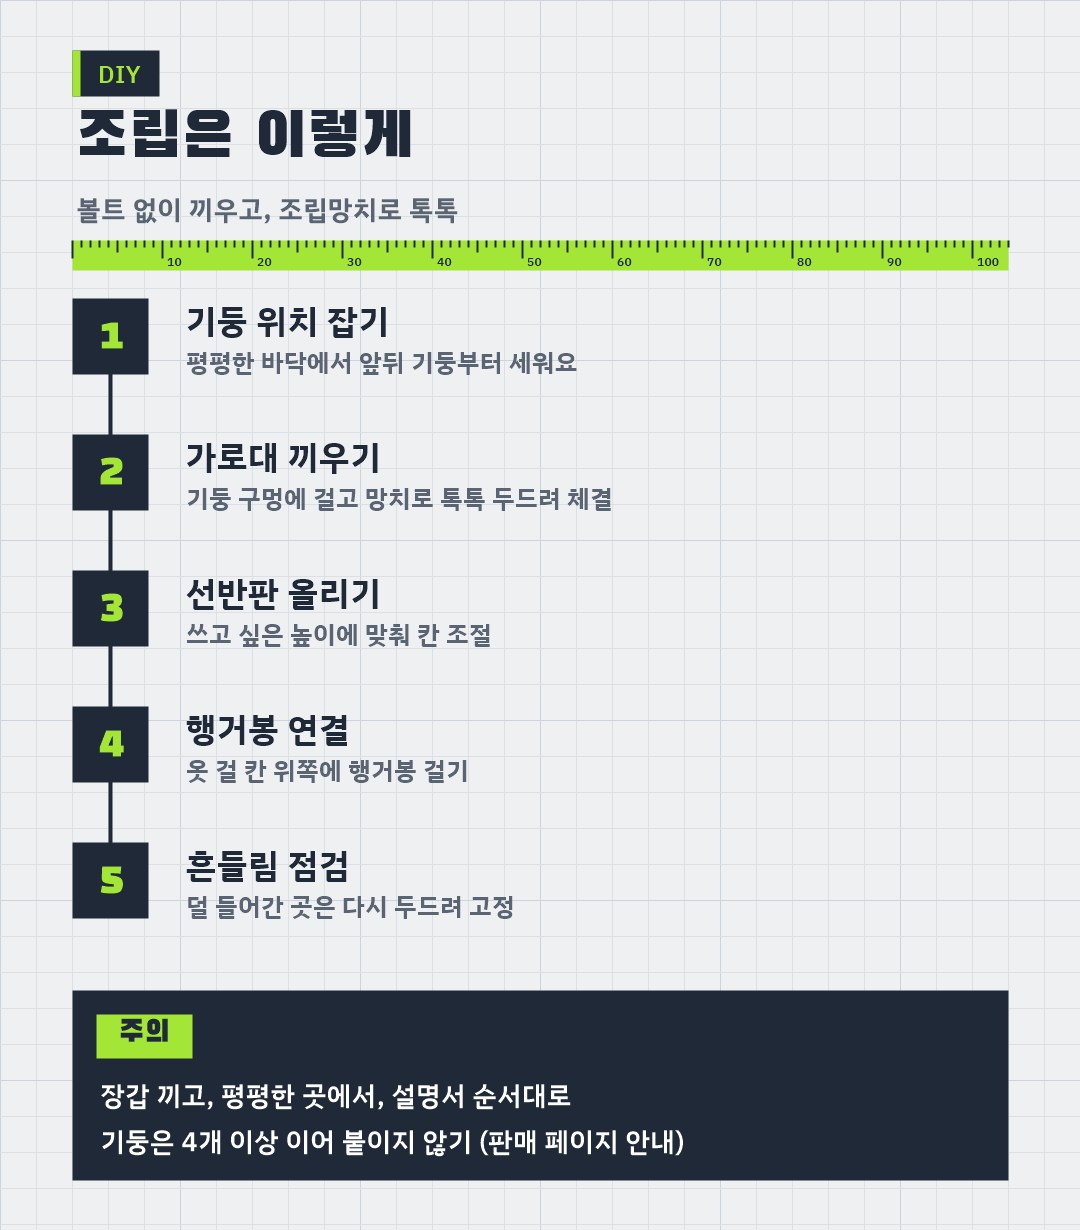 DIY
조립은 이렇게
볼트 없이 끼우고, 조립망치로 톡톡
10 20 30 40 50 60 70 80 90 100
1
기둥 위치 잡기
평평한 바닥에서 앞뒤 기둥부터 세워요
2
가로대 끼우기
기둥 구멍에 걸고 망치로 톡톡 두드려 체결
3
선반판 올리기
쓰고 싶은 높이에 맞춰 칸 조절
4
행거봉 연결
옷 걸 칸 위쪽에 행거봉 걸기
5
흔들림 점검
덜 들어간 곳은 다시 두드려 고정
주의
장갑 끼고, 평평한 곳에서, 설명서 순서대로
기둥은 4개 이상 이어 붙이지 않기 (판매 페이지 안내)